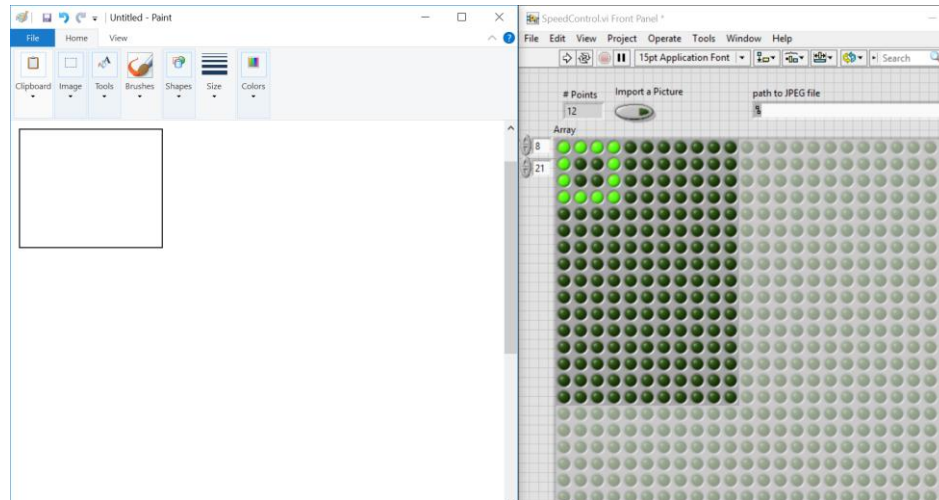 Untitled - Paint
File Home View
Clipboard Image Tools Brushes Shapes Size Colors
SpeedControl.vi Front Panel *
File Edit View Project Operate Tools Window Help
15pt Application Font Search
# Points Import a Picture path to JPEG file
12
Array
8
21